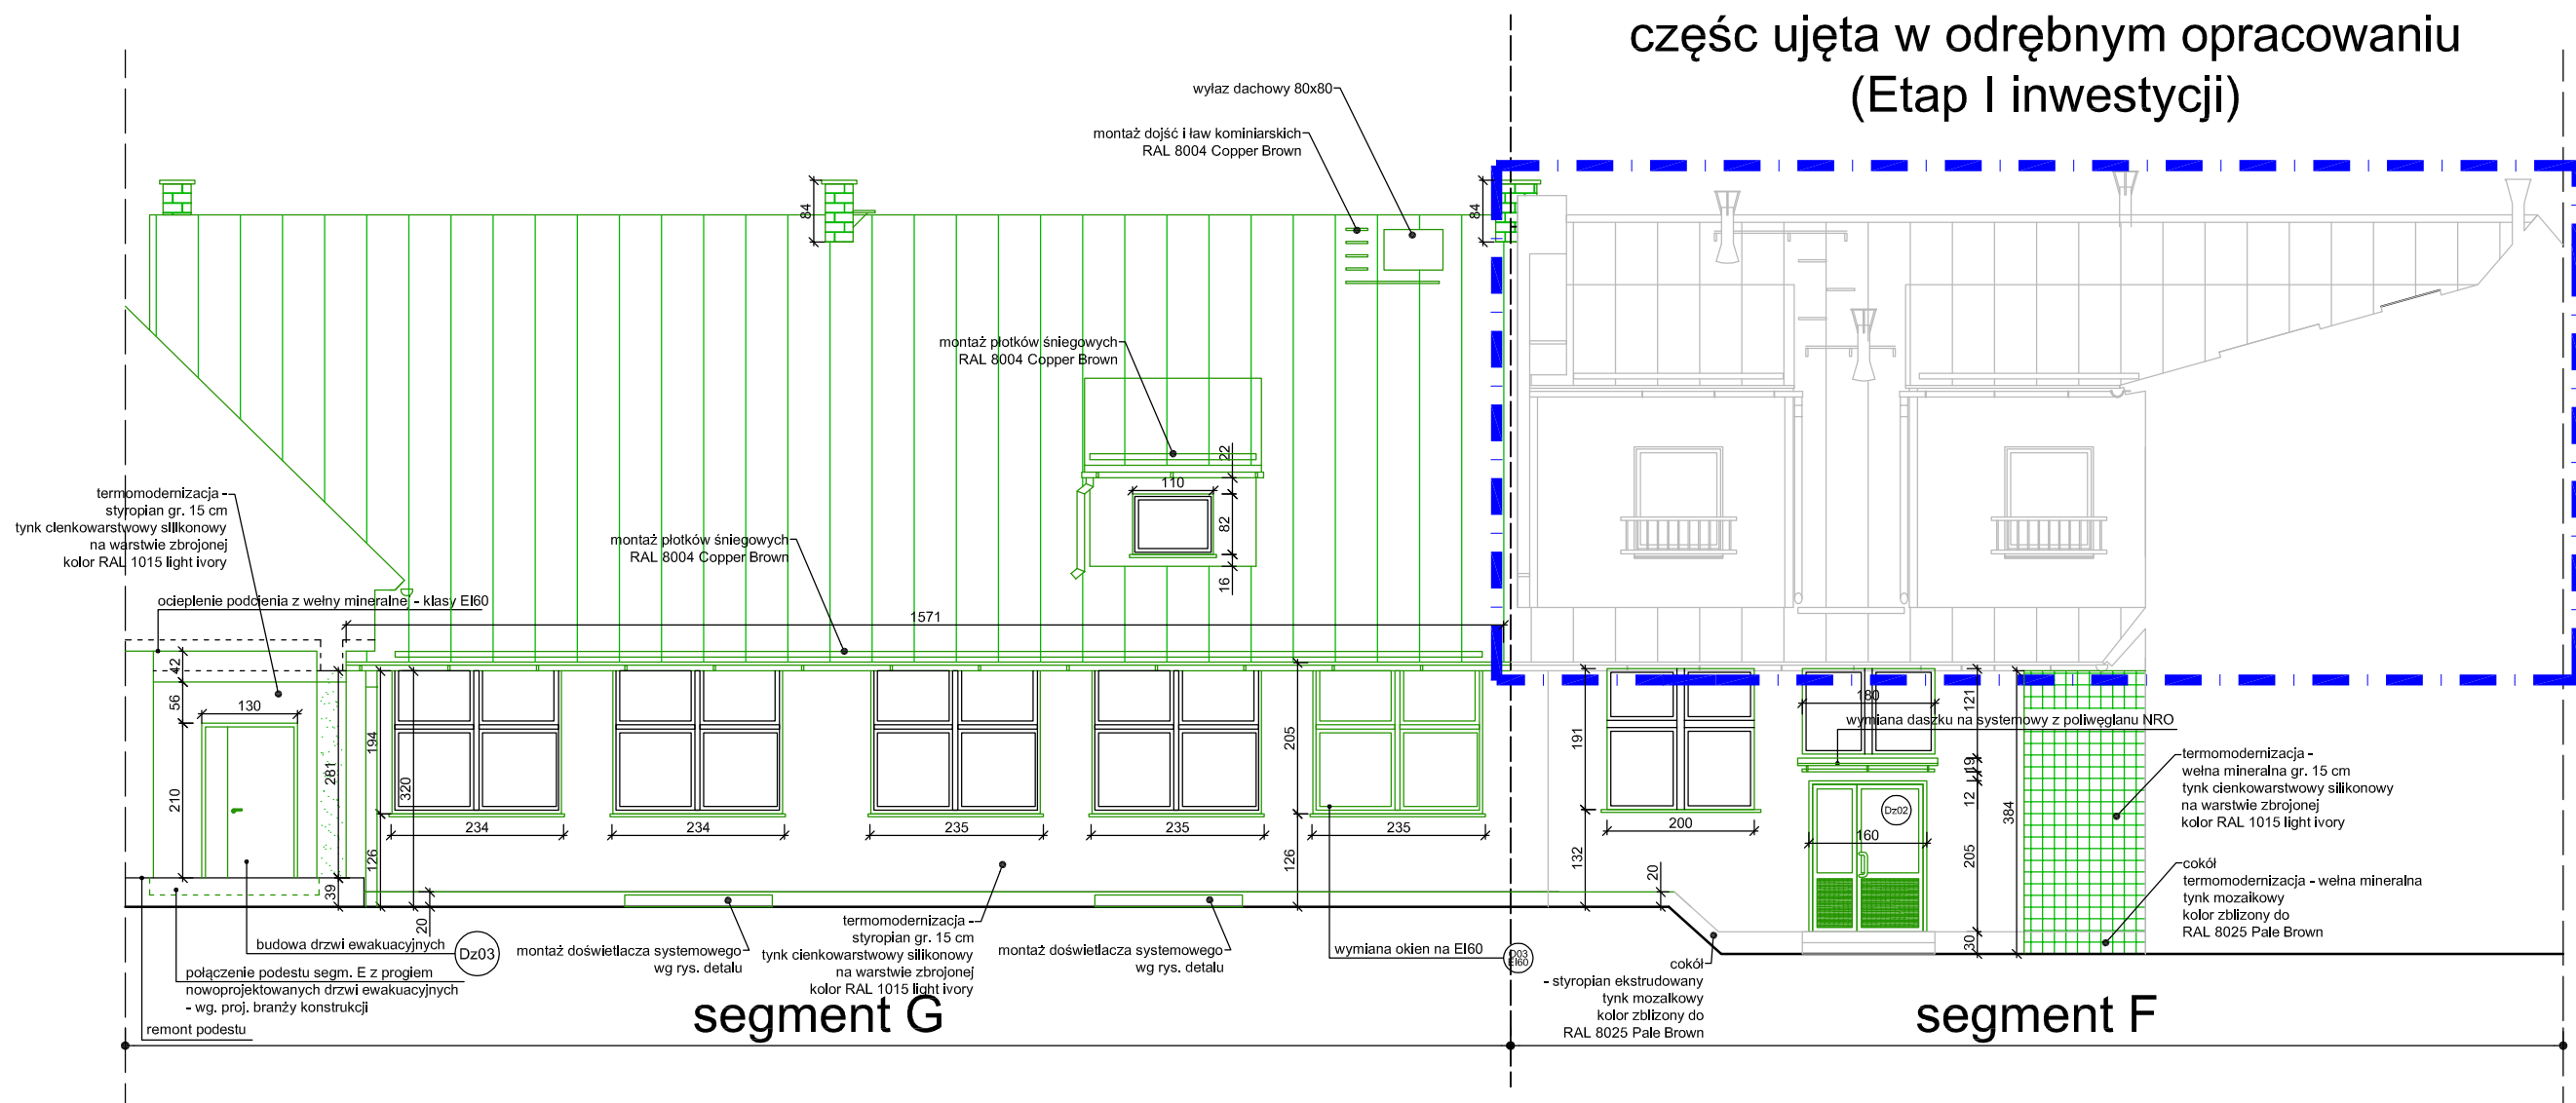 częśc ujęta w odrębnym opracowaniu
(Etap I inwestycji)
wyłaz dachowy 80x80
montaż dojść i ław kominiarskich
RAL 8004 Copper Brown
84
84
montaż płotków śniegowych
RAL 8004 Copper Brown
22
110
82
16
termomodernizacja -
styropian gr. 15 cm
tynk cienkowarstwowy silikonowy
na warstwie zbrojonej
kolor RAL 1015 light ivory
montaż płotków śniegowych
RAL 8004 Copper Brown
ocieplenie podcienia z wełny mineralnej - klasy EI60
1571
42
56
130
210
281
39
194
320
126
20
234
234
235
235
235
205
126
191
132
200
20
180
121
wymiana daszku na systemowy z poliwęglanu NRO
19
12
Dz02
160
205
30
384
termomodernizacja -
wełna mineralna gr. 15 cm
tynk cienkowarstwowy silikonowy
na warstwie zbrojonej
kolor RAL 1015 light ivory
cokół
termomodernizacja - wełna mineralna
tynk mozaikowy
kolor zblizony do
RAL 8025 Pale Brown
budowa drzwi ewakuacyjnych
Dz03
połączenie podestu segm. E z progiem
nowoprojektowanych drzwi ewakuacyjnych
- wg. proj. branży konstrukcji
remont podestu
montaż doświetlacza systemowego
wg rys. detalu
termomodernizacja -
styropian gr. 15 cm
tynk cienkowarstwowy silikonowy
na warstwie zbrojonej
kolor RAL 1015 light ivory
montaż doświetlacza systemowego
wg rys. detalu
wymiana okien na EI60
O03
EI60
cokół
- styropian ekstrudowany
tynk mozaikowy
kolor zblizony do
RAL 8025 Pale Brown
segment G
segment F